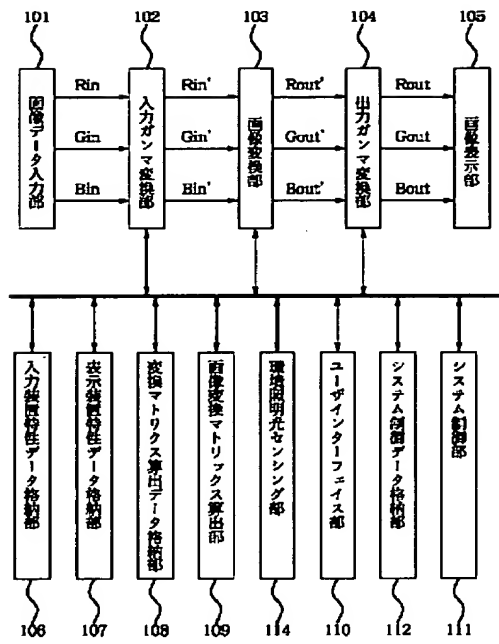 101 102 103 104 105
画像データ入力部
Rin
Gin
Bin
入力ガンマ変換部
Rin'
Gin'
Bin'
画像変換部
Rout'
Gout'
Bout'
出力ガンマ変換部
Rout
Gout
Bout
画像表示部
入力装置特性データ格納部
表示装置特性データ格納部
変換マトリクス算出データ格納部
画像変換マトリックス算出部
環境照明光センシング部
ユーザインターフェイス部
システム制御データ格納部
システム制御部
106 107 108 109 114 110 112 111